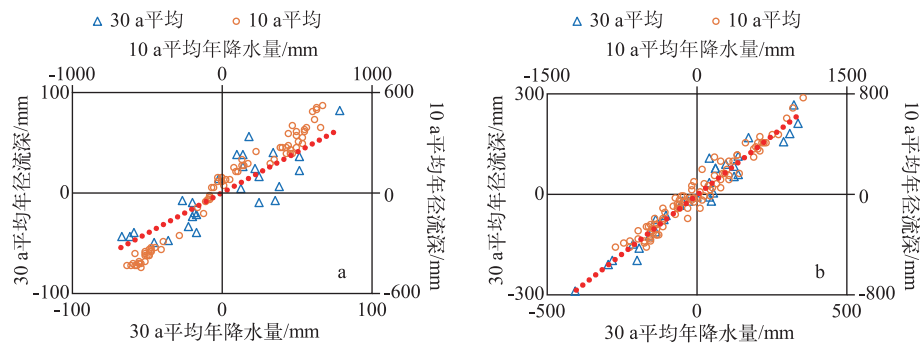 △ 30 a平均 ○ 10 a平均
10 a平均年降水量/mm
-1000 0 1000
100 600
30 a平均年径流深/mm
10 a平均年径流深/mm
0 0
a
-100 -600
-100 0 100
30 a平均年降水量/mm
△ 30 a平均 ○ 10 a平均
10 a平均年降水量/mm
-1500 0 1500
300 800
30 a平均年径流深/mm
10 a平均年径流深/mm
0 0
b
-300 -800
-500 0 500
30 a平均年降水量/mm